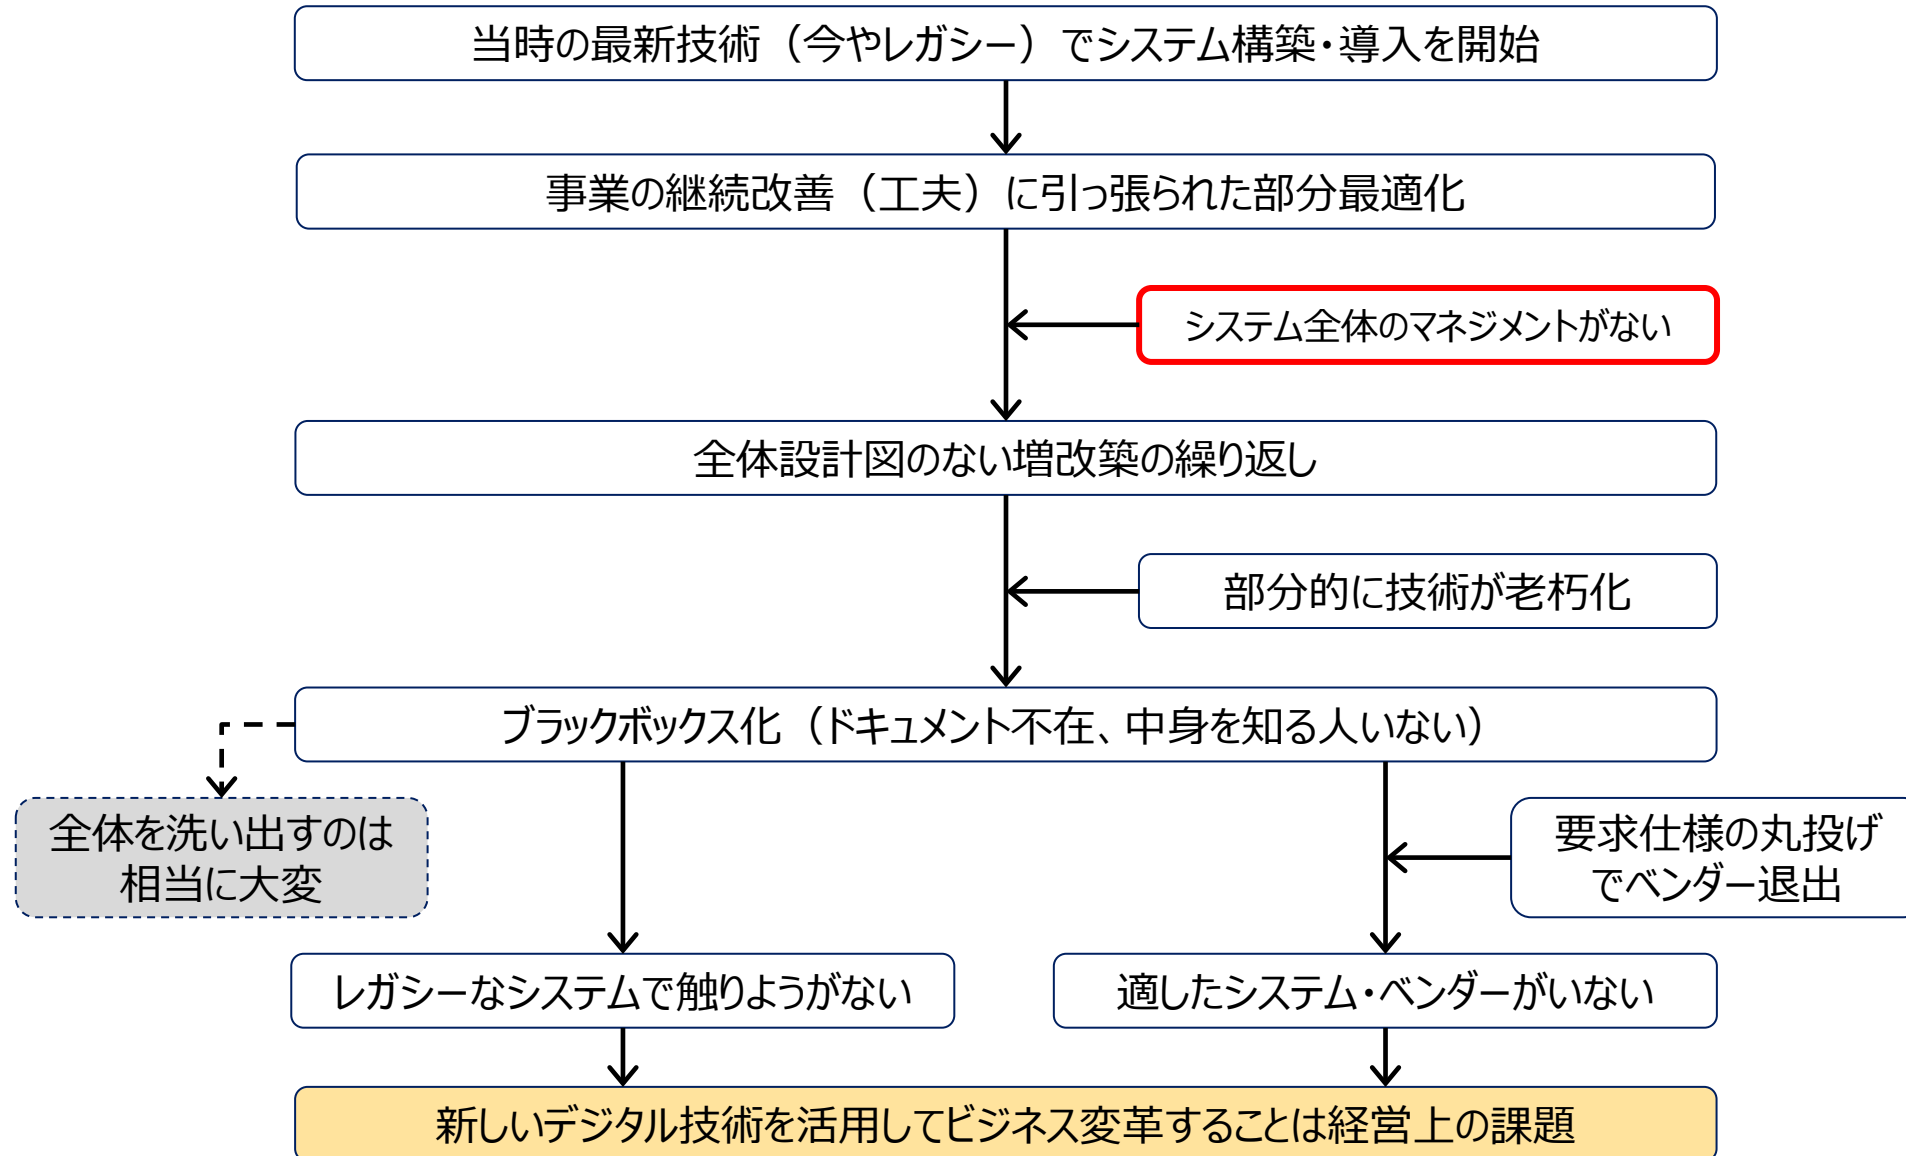 当時の最新技術（今やレガシー）でシステム構築・導入を開始
事業の継続改善（工夫）に引っ張られた部分最適化
システム全体のマネジメントがない
全体設計図のない増改築の繰り返し
部分的に技術が老朽化
ブラックボックス化（ドキュメント不在、中身を知る人いない）
全体を洗い出すのは
相当に大変
要求仕様の丸投げ
でベンダー退出
レガシーなシステムで触りようがない
適したシステム・ベンダーがいない
新しいデジタル技術を活用してビジネス変革することは経営上の課題